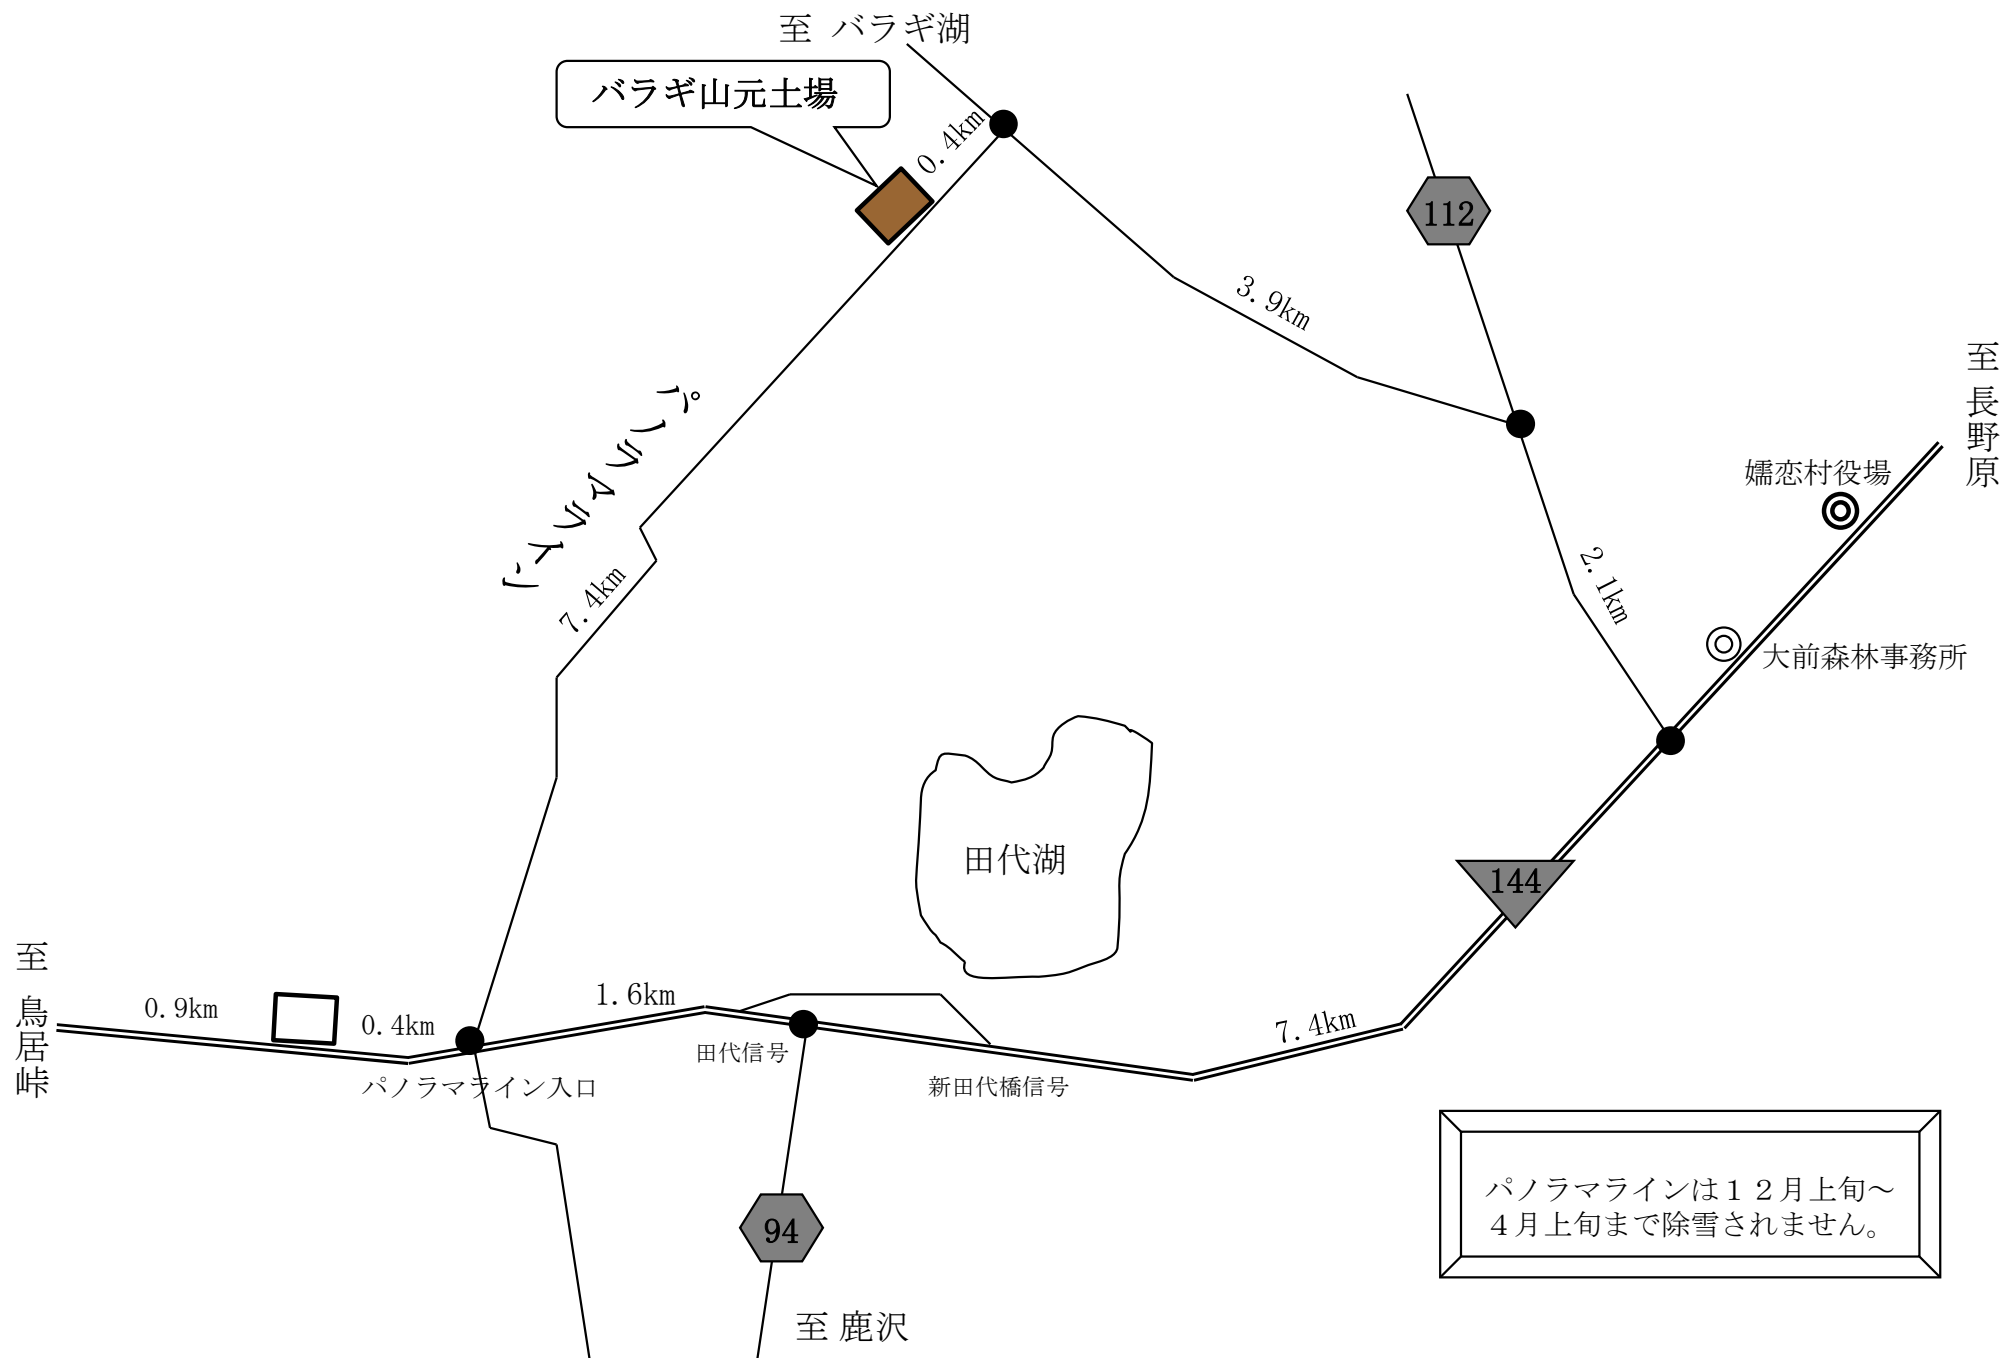 至 バラギ湖
バラギ山元土場
0.4km
112
3.9km
至 長野原
パノラマライン
嬬恋村役場
2.1km
7.4km
大前森林事務所
田代湖
144
至 鳥居峠
0.9km
0.4km
1.6km
7.4km
田代信号
パノラマライン入口
新田代橋信号
パノラマラインは１２月上旬～
４月上旬まで除雪されません。
94
至 鹿沢